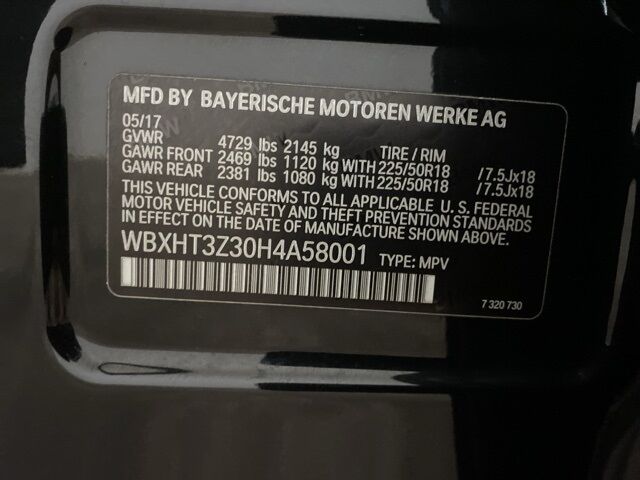 MFD BY BAYERISCHE MOTOREN WERKE AG
05/17
GVWR 4729 lbs 2145 kg TIRE / RIM
GAWR FRONT 2469 lbs 1120 kg WITH 225/50R18 /7.5Jx18
GAWR REAR 2381 lbs 1080 kg WITH 225/50R18 /7.5Jx18
THIS VEHICLE CONFORMS TO ALL APPLICABLE U. S. FEDERAL
MOTOR VEHICLE SAFETY AND THEFT PREVENTION STANDARDS
IN EFFECT ON THE DATE OF MANUFACTURE SHOWN ABOVE.
WBXHT3Z30H4A58001 TYPE: MPV
7 320 730